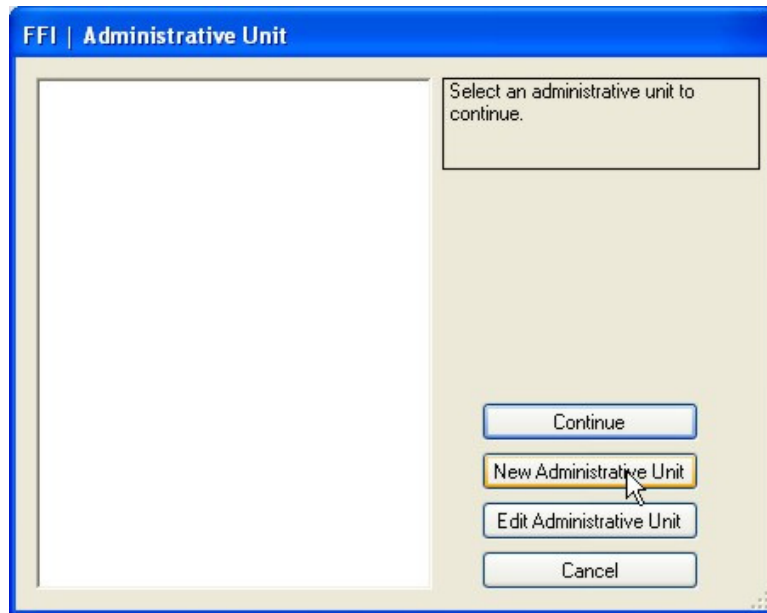 FFI | Administrative Unit
Select an administrative unit to
continue.
Continue
New Administrative Unit
Edit Administrative Unit
Cancel